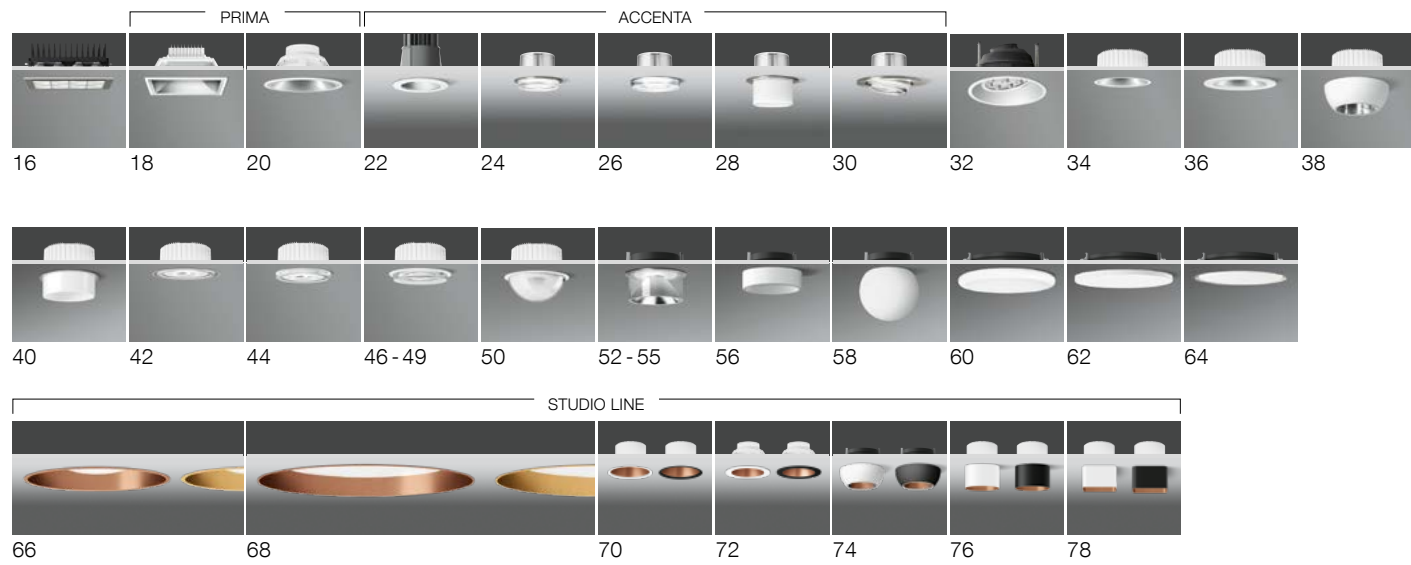 PRIMA ACCENTA
16 18 20 22 24 26 28 30 32 34 36 38
40 42 44 46 - 49 50 52 - 55 56 58 60 62 64
STUDIO LINE
66 68 70 72 74 76 78